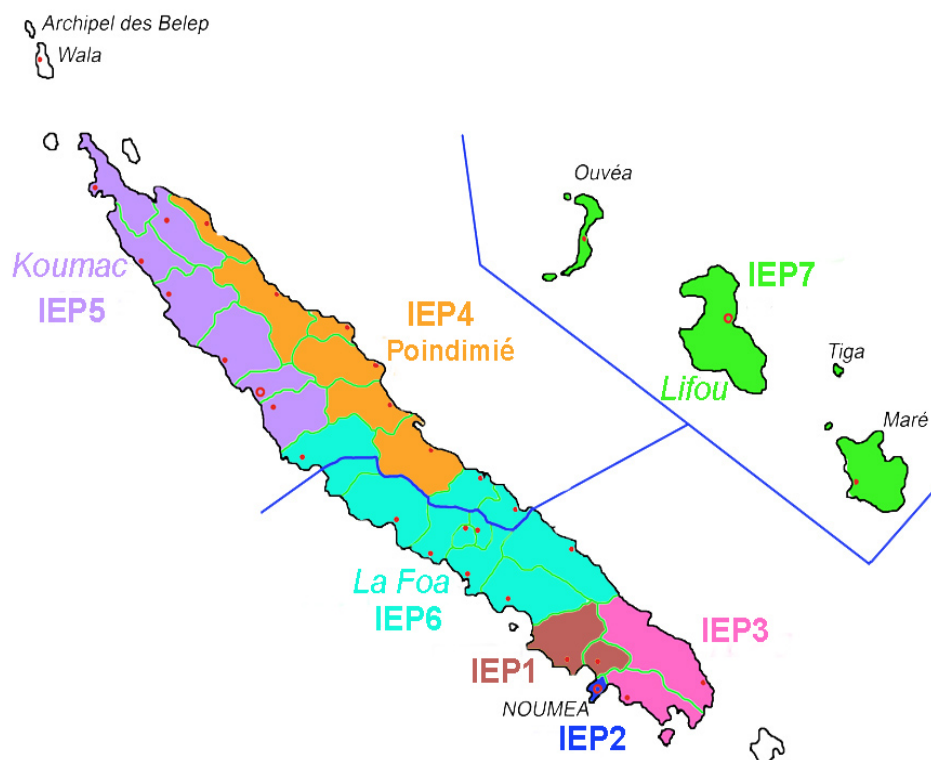 Archipel des Belep
Wala
Ouvéa
Koumac
IEP5
IEP7
IEP4
Poindimié
Tiga
Lifou
Maré
La Foa
IEP6
IEP3
IEP1
NOUMEA
IEP2